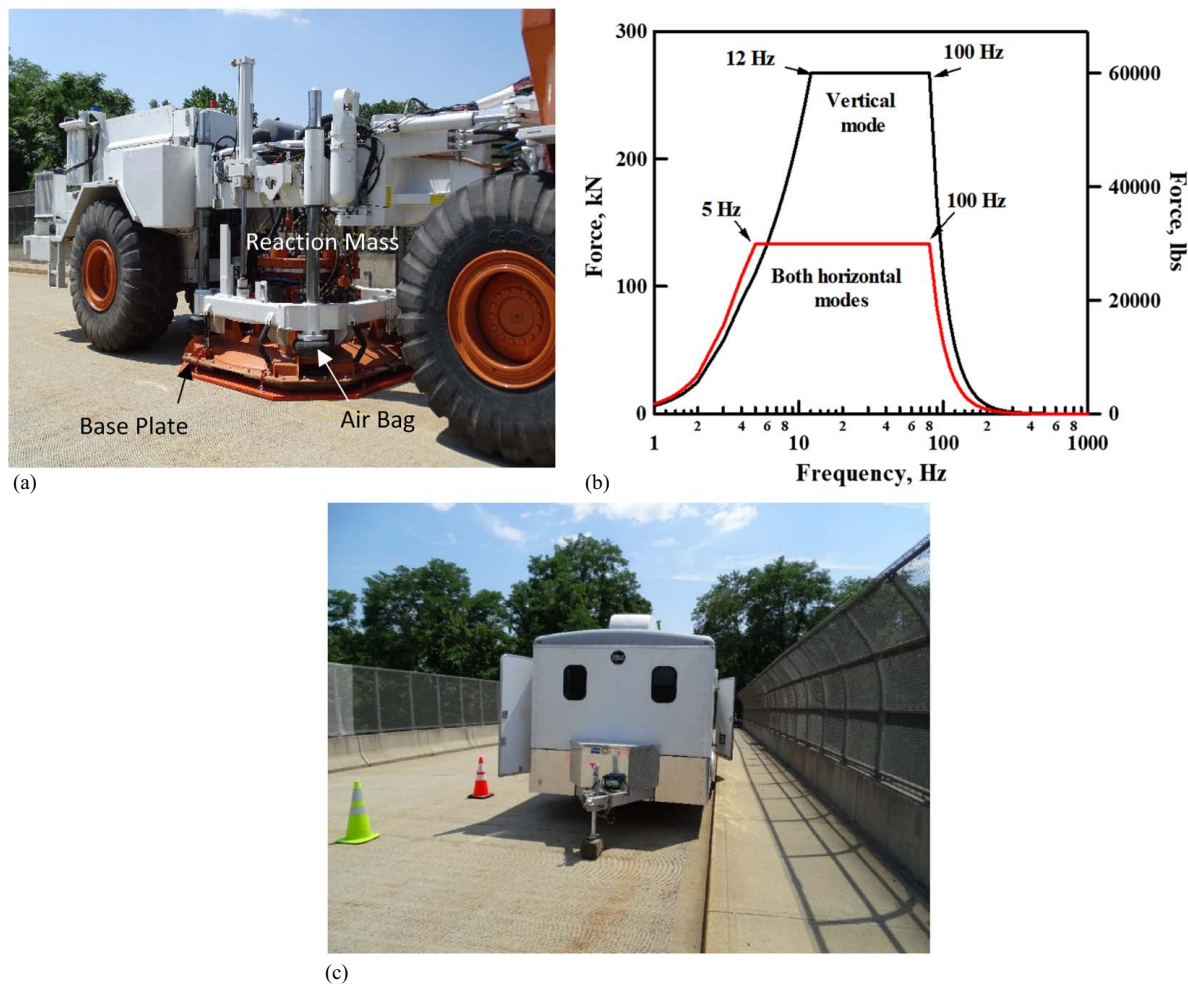 Reaction Mass
Base Plate
Air Bag
(a)
300
200
100
0
Force, kN
12 Hz
100 Hz
Vertical
mode
5 Hz
100 Hz
Both horizontal
modes
60000
40000
20000
0
Force, lbs
1 2 4 6 8 10 2 4 6 8 100 2 4 6 8 1000
Frequency, Hz
(b)
(c)